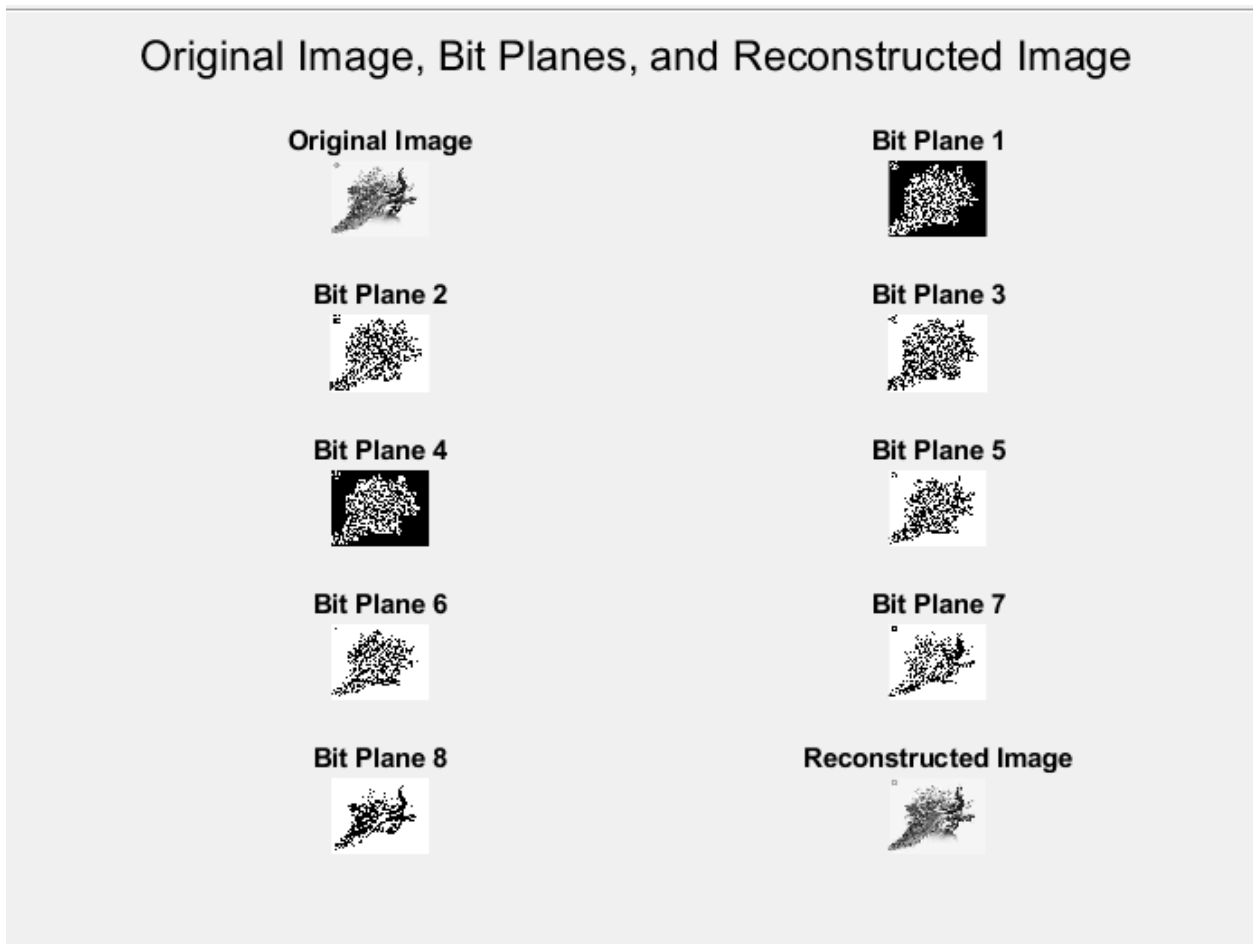 Original Image, Bit Planes, and Reconstructed Image
Original Image
Bit Plane 1
Bit Plane 2
Bit Plane 3
Bit Plane 4
Bit Plane 5
Bit Plane 6
Bit Plane 7
Bit Plane 8
Reconstructed Image